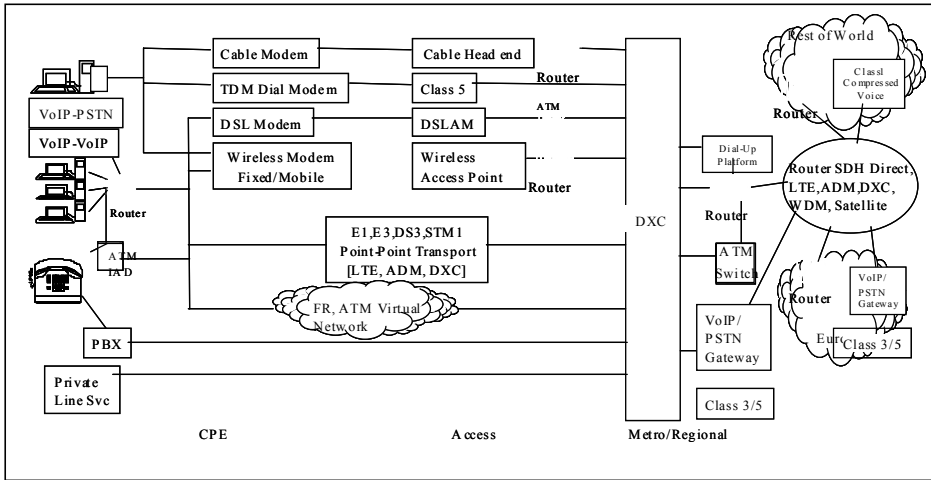 Cable Modem
Cable Head end
Rest of World
TDM Dial Modem
Class 5
Router
Classl
Compressed
Voice
VoIP-PSTN
ATM
Router
DSL Modem
DSLAM
VoIP-VoIP
Wireless Modem
Fixed/Mobile
Wireless
Access Point
Router
Dial-Up
Platform
Router SDH Direct,
LTE,ADM,DXC,
WDM, Satellite
Router
DXC
Router
E1,E3,DS3,STM1
Point-Point Transport
[LTE, ADM, DXC]
ATM
IAD
ATM
Switch
VoIP/
PSTN
Gateway
Router
FR, ATM Virtual
Network
VoIP/
PSTN
Gateway
PBX
Class 3/5
Private
Line Svc
Class 3/5
CPE
Access
Metro/Regional